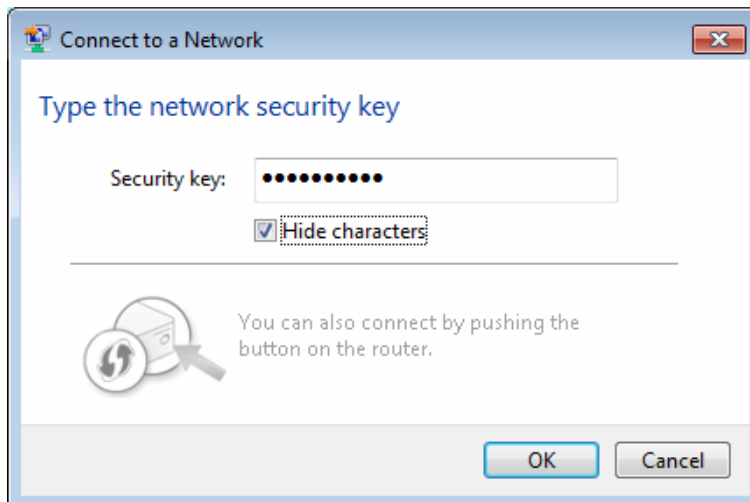 Connect to a Network
Type the network security key
Security key: ●●●●●●●●●●
Hide characters
You can also connect by pushing the
button on the router.
OK Cancel